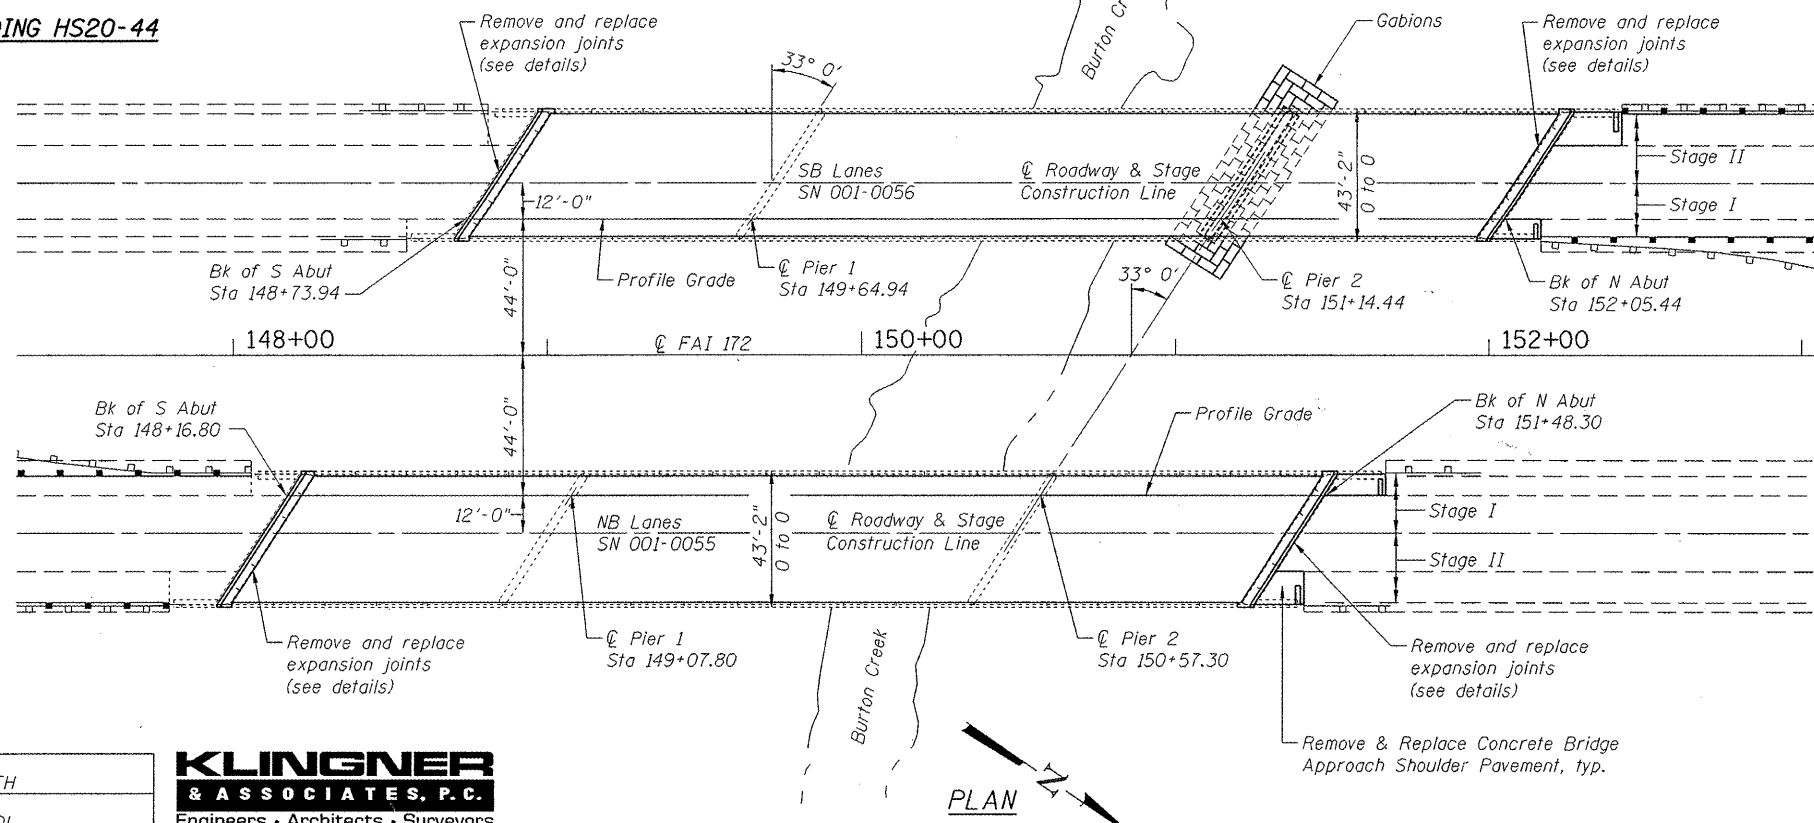 DING HS20-44
Remove and replace
expansion joints
(see details)
33° 0'
Burton Cr
Gabions
Remove and replace
expansion joints
(see details)
SB Lanes
SN 001-0056
℄ Roadway & Stage
Construction Line
43'-2"
0 to 0
Stage II
Stage I
12'-0"
Bk of S Abut
Sta 148+73.94
44'-0"
Profile Grade
℄ Pier 1
Sta 149+64.94
33° 0'
℄ Pier 2
Sta 151+14.44
Bk of N Abut
Sta 152+05.44
148+00
℄ FAI 172
150+00
152+00
Bk of S Abut
Sta 148+16.80
44'-0"
Profile Grade
Bk of N Abut
Sta 151+48.30
12'-0"
NB Lanes
SN 001-0055
43'-2"
0 to 0
℄ Roadway & Stage
Construction Line
Stage I
Stage II
Remove and replace
expansion joints
(see details)
℄ Pier 1
Sta 149+07.80
Burton Creek
℄ Pier 2
Sta 150+57.30
Remove and replace
expansion joints
(see details)
Remove & Replace Concrete Bridge
Approach Shoulder Pavement, typ.
TH
KLINGNER
& ASSOCIATES, P.C.
Engineers • Architects • Surveyors
PLAN
N